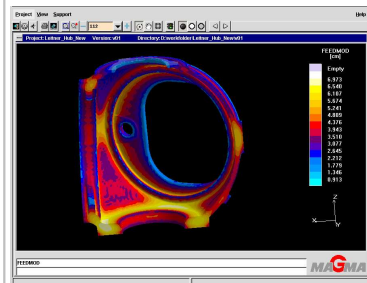 Project View Support Help
112
Project: Leitner_Hub_New Version: v01 Directory: D:\werkfolder\Leitner_Hub_New\v01
FEEDMOD
[cm]
Empty
6.973
6.540
6.107
5.674
5.241
4.809
4.376
3.943
3.510
3.077
2.645
2.212
1.779
1.346
0.913
Z
X
Y
FEEDMOD
MAGMA